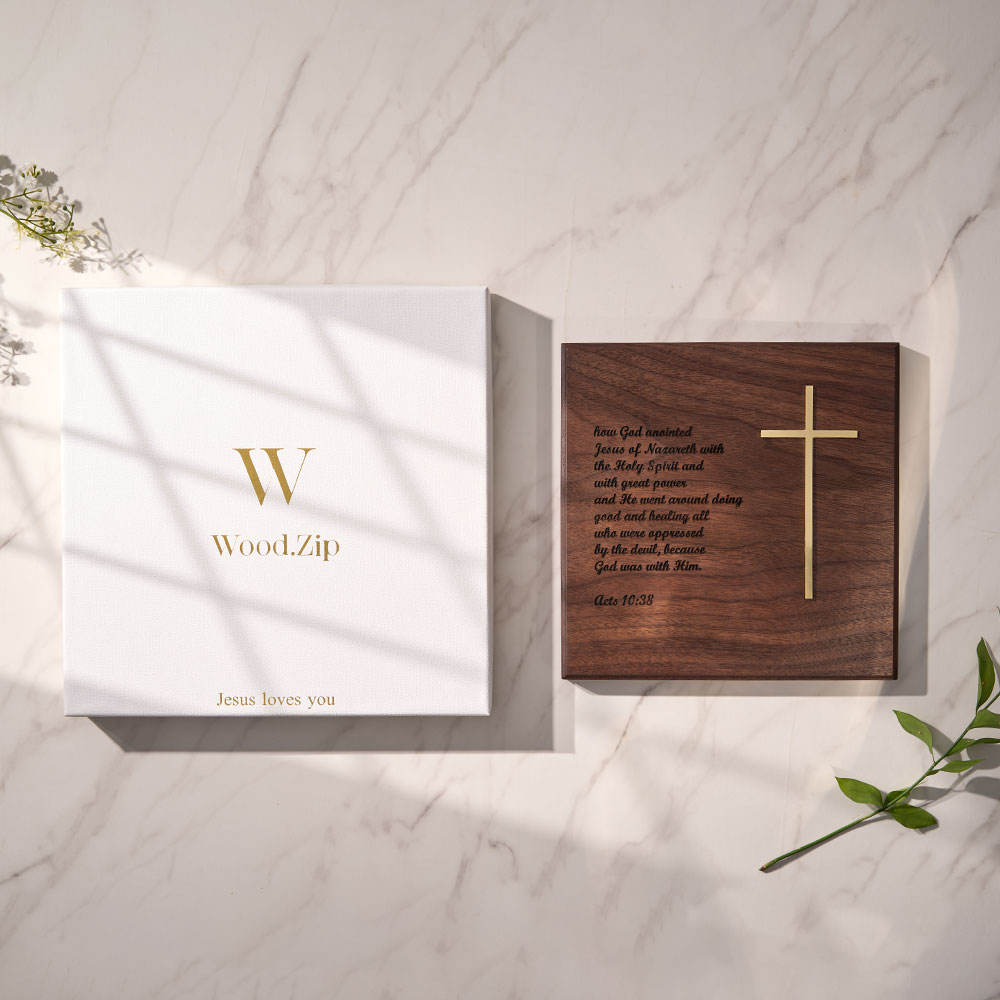 W
Wood.Zip
Jesus loves you
how God anointed
Jesus of Nazareth with
the Holy Spirit and
with great power
and He went around doing
good and healing all
who were oppressed
by the devil, because
God was with Him.
Acts 10:38